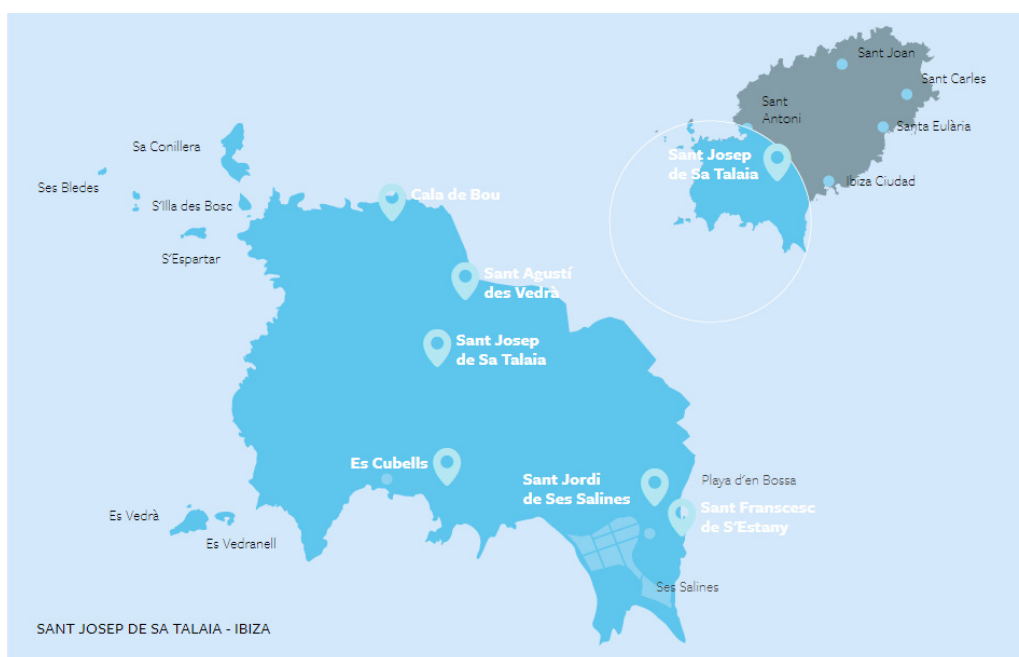 Sant Joan
Sant Carles
Sant
Antoni
Santa Eulària
Sa Conillera
Sant Josep
de Sa Talaia
Ses Bledes
Ibiza Ciudad
Cala de Bou
S'Illa des Bosc
S'Espartar
Sant Agustí
des Vedrà
Sant Josep
de Sa Talaia
Es Cubells
Sant Jordi
de Ses Salines
Playa d'en Bossa
Sant Franscesc
de S'Estany
Es Vedrà
Es Vedranell
Ses Salines
SANT JOSEP DE SA TALAIA - IBIZA